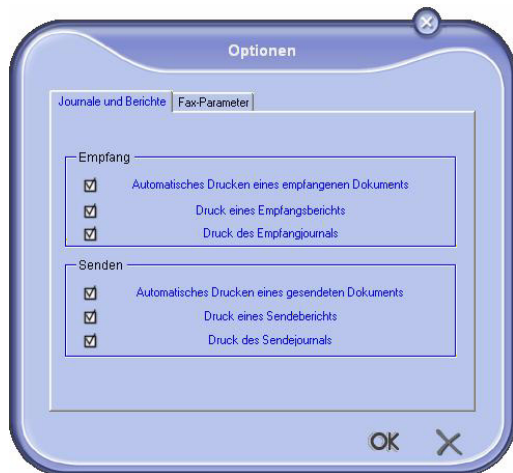 Optionen
Journale und Berichte Fax-Parameter
Empfang
Automatisches Drucken eines empfangenen Dokuments
Druck eines Empfangsberichts
Druck des Empfangjournals
Senden
Automatisches Drucken eines gesendeten Dokuments
Druck eines Sendeberichts
Druck des Sendejournals
OK